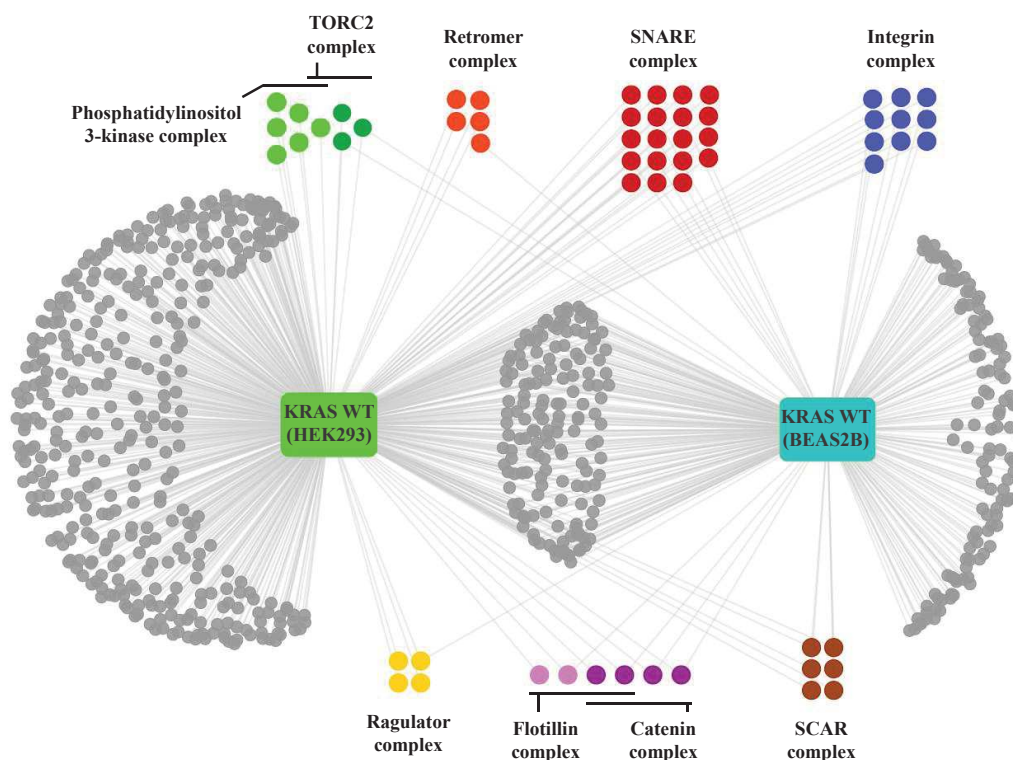 TORC2
complex
Retromer
complex
SNARE
complex
Integrin
complex
Phosphatidylinositol
3-kinase complex
KRAS WT
(HEK293)
KRAS WT
(BEAS2B)
Ragulator
complex
Flotillin
complex
Catenin
complex
SCAR
complex